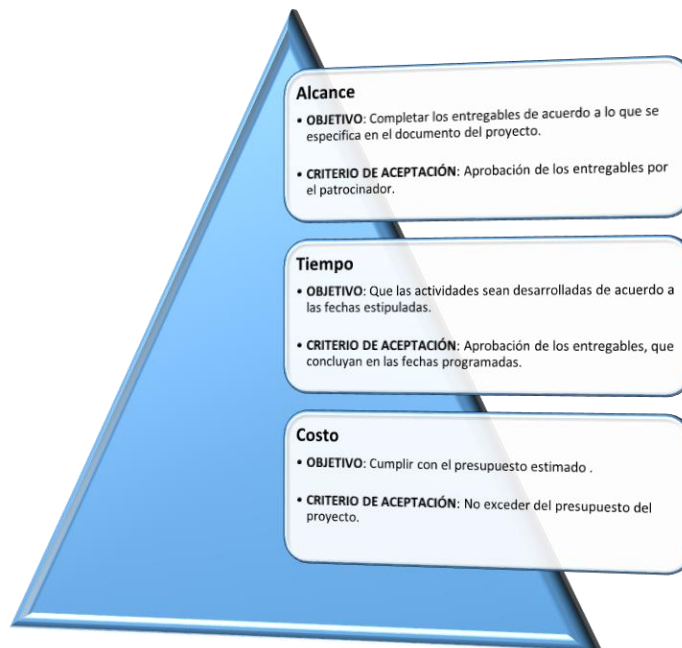 Alcance
• OBJETIVO: Completar los entregables de acuerdo a lo que se
especifica en el documento del proyecto.
• CRITERIO DE ACEPTACIÓN: Aprobación de los entregables por
el patrocinador.
Tiempo
• OBJETIVO: Que las actividades sean desarrolladas de acuerdo a
las fechas estipuladas.
• CRITERIO DE ACEPTACIÓN: Aprobación de los entregables, que
concluyan en las fechas programadas.
Costo
• OBJETIVO: Cumplir con el presupuesto estimado .
• CRITERIO DE ACEPTACIÓN: No exceder del presupuesto del
proyecto.